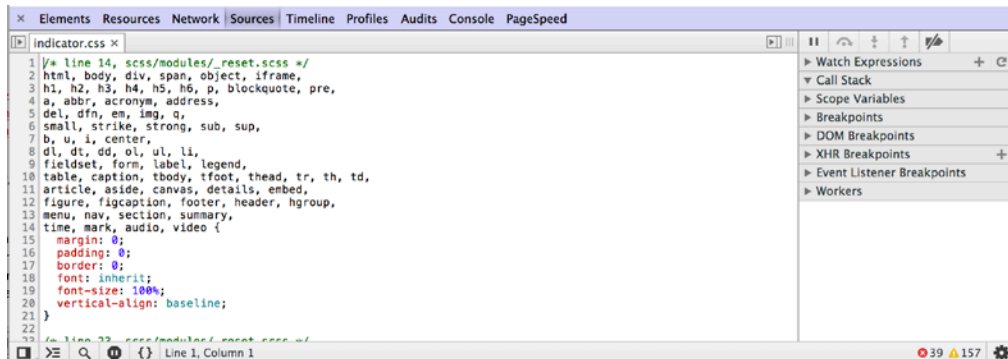 × Elements Resources Network Sources Timeline Profiles Audits Console PageSpeed
indicator.css ×
1 /* line 14, scss/modules/_reset.scss */
2 html, body, div, span, object, iframe,
3 h1, h2, h3, h4, h5, h6, p, blockquote, pre,
4 a, abbr, acronym, address,
5 del, dfn, em, img, q,
6 small, strike, strong, sub, sup,
7 b, u, i, center,
8 dl, dt, dd, ol, ul, li,
9 fieldset, form, label, legend,
10 table, caption, tbody, tfoot, thead, tr, th, td,
11 article, aside, canvas, details, embed,
12 figure, figcaption, footer, header, hgroup,
13 menu, nav, section, summary,
14 time, mark, audio, video {
15 margin: 0;
16 padding: 0;
17 border: 0;
18 font: inherit;
19 font-size: 100%;
20 vertical-align: baseline;
21 }
22
23 /* line 23, scss/modules/_reset.scss */
Watch Expressions +
Call Stack
Scope Variables
Breakpoints
DOM Breakpoints
XHR Breakpoints +
Event Listener Breakpoints
Workers
{} Line 1, Column 1
39 157